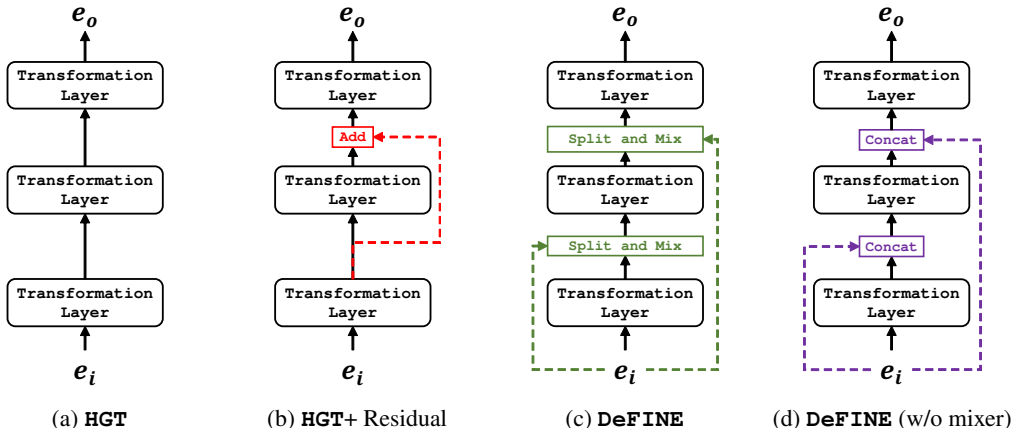 e_o
Transformation
Layer
Transformation
Layer
Transformation
Layer
e_i
(a) HGT
e_o
Transformation
Layer
Add
Transformation
Layer
Transformation
Layer
e_i
(b) HGT+ Residual
e_o
Transformation
Layer
Split and Mix
Transformation
Layer
Split and Mix
Transformation
Layer
e_i
(c) DeFINE
e_o
Transformation
Layer
Concat
Transformation
Layer
Concat
Transformation
Layer
e_i
(d) DeFINE (w/o mixer)